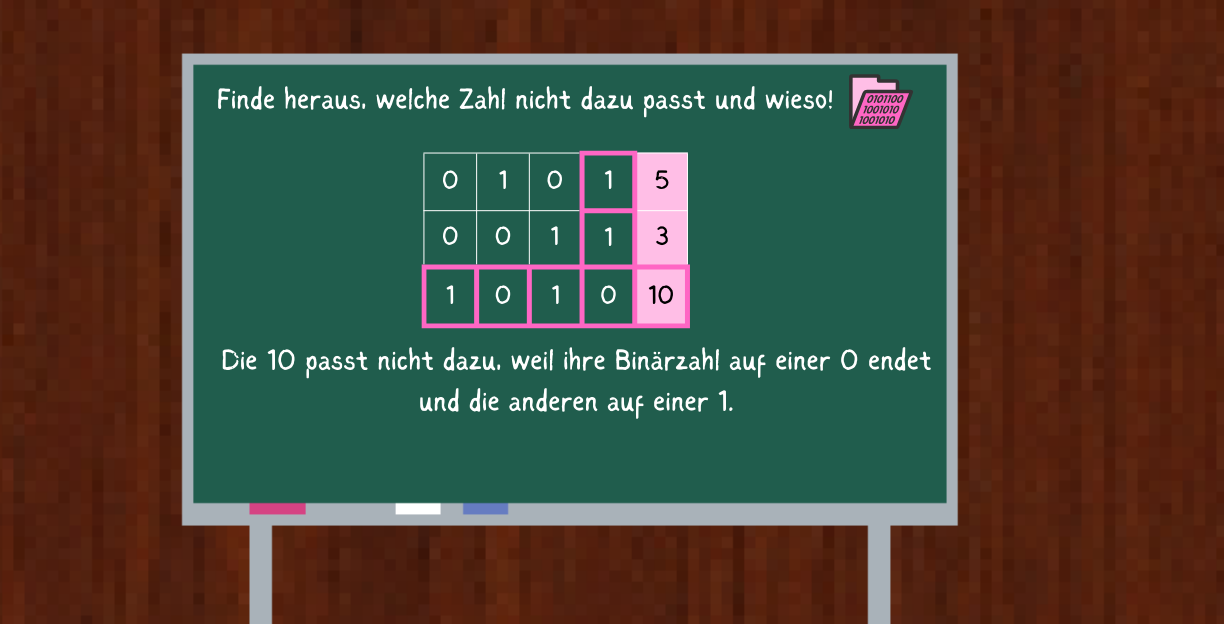 Finde heraus, welche Zahl nicht dazu passt und wieso!
0101100
1001010
1001010
0 1 0 1 5
0 0 1 1 3
1 0 1 0 10
Die 10 passt nicht dazu, weil ihre Binärzahl auf einer 0 endet
und die anderen auf einer 1.